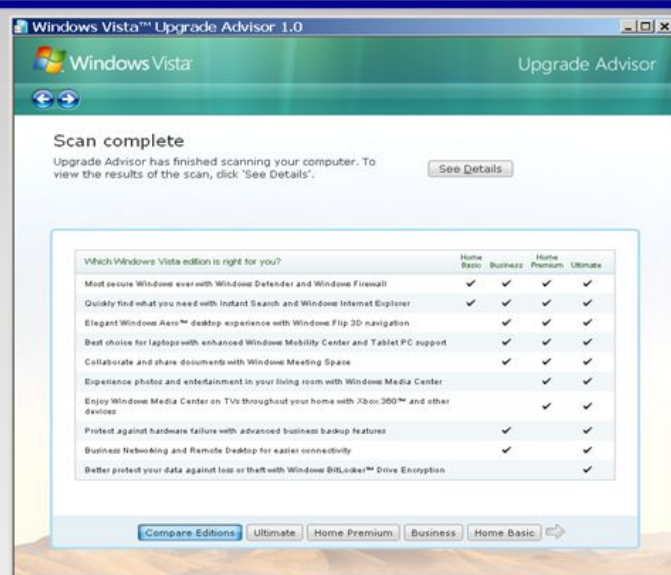 Windows Vista™ Upgrade Advisor 1.0
Windows Vista™
Upgrade Advisor
Scan complete
Upgrade Advisor has finished scanning your computer. To
view the results of the scan, click 'See Details'.
See Details
Which Windows Vista edition is right for you?
Home Basic
Business
Home Premium
Ultimate
Most secure Windows ever with Windows Defender and Windows Firewall
Quickly find what you need with Instant Search and Windows Internet Explorer
Elegant Windows Aero™ desktop experience with Windows Flip 3D navigation
Best choice for laptops with enhanced Windows Mobility Center and Tablet PC support
Collaborate and share documents with Windows Meeting Space
Experience photos and entertainment in your living room with Windows Media Center
Enjoy Windows Media Center on TVs throughout your home with Xbox 360™ and other
devices
Protect against hardware failure with advanced business backup features
Business Networking and Remote Desktop for easier connectivity
Better protect your data against loss or theft with Windows BitLocker™ Drive Encryption
Compare Editions
Ultimate
Home Premium
Business
Home Basic